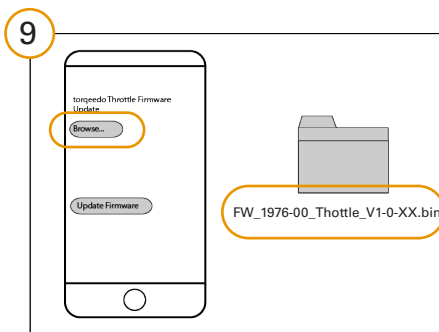 9
torqeedo Throttle Firmware
Update
Browse...
Update Firmware
FW_1976-00_Thottle_V1-0-XX.bin